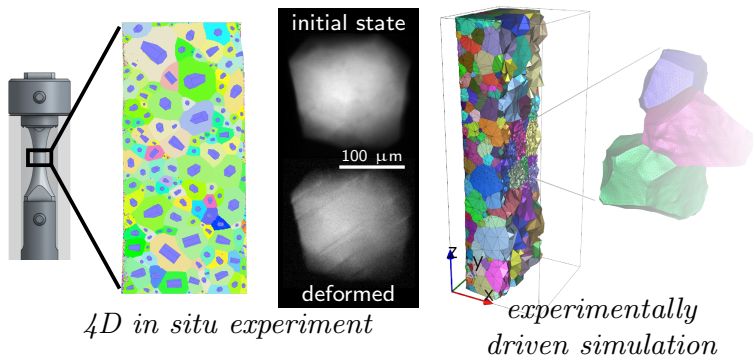 initial state
100 μm
deformed
z
y
x
4D in situ experiment
experimentally
driven simulation